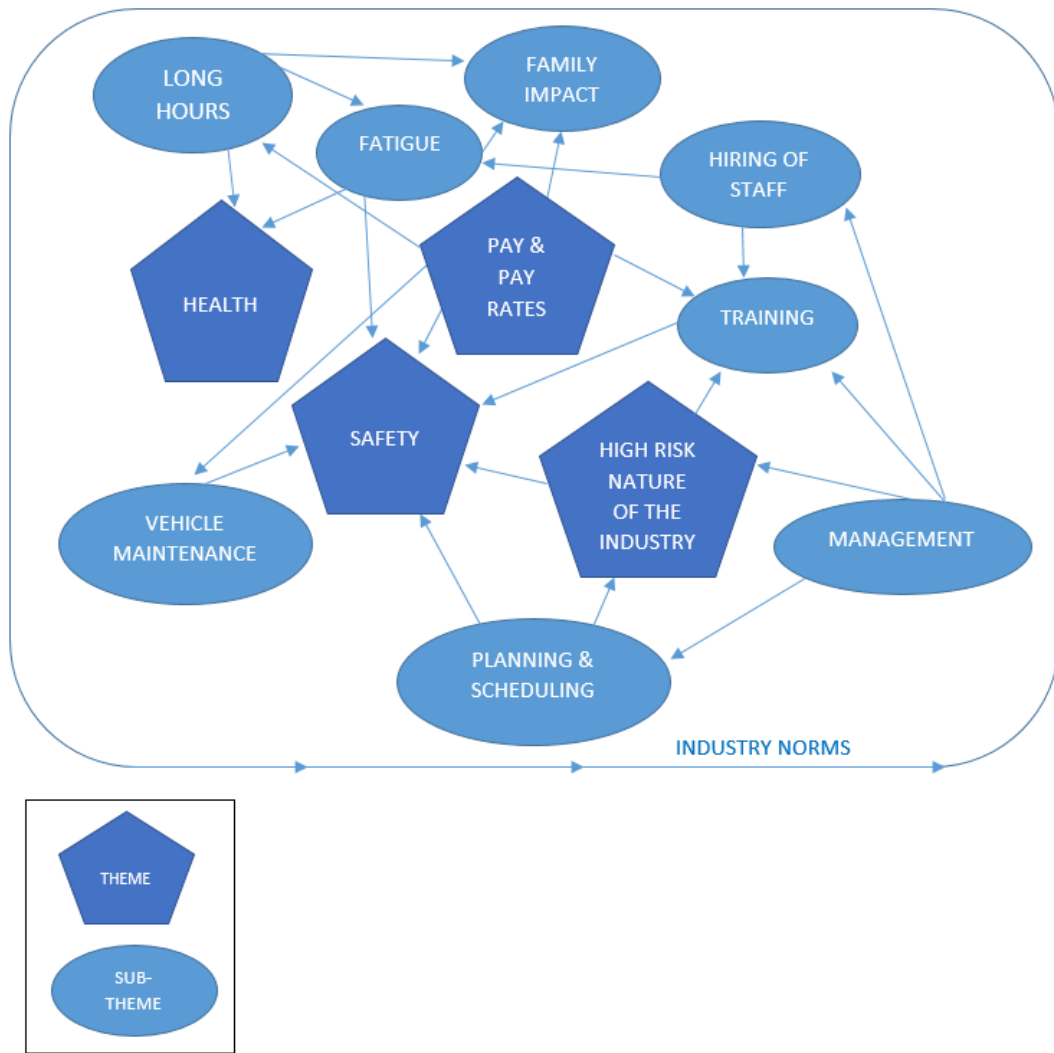 LONG
HOURS
FAMILY
IMPACT
FATIGUE
HIRING OF
STAFF
PAY &
PAY
RATES
HEALTH
TRAINING
SAFETY
HIGH RISK
NATURE
OF THE
INDUSTRY
VEHICLE
MAINTENANCE
MANAGEMENT
PLANNING &
SCHEDULING
INDUSTRY NORMS
THEME
SUB-
THEME